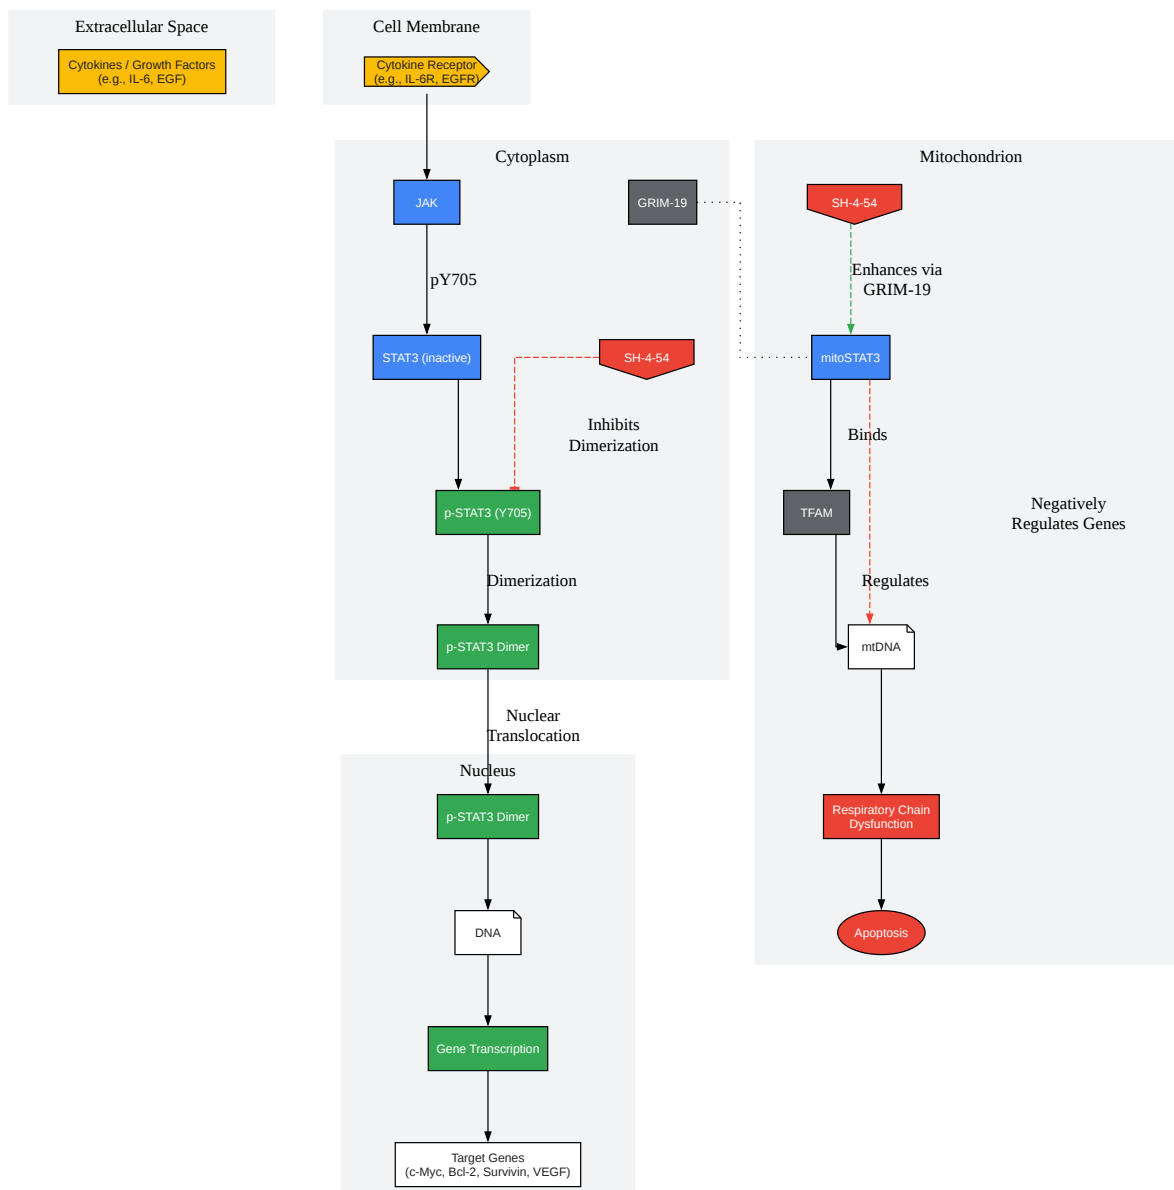 Extracellular Space
Cytokines / Growth Factors
(e.g., IL-6, EGF)
Cell Membrane
Cytokine Receptor
(e.g., IL-6R, EGFR)
Cytoplasm
JAK
GRIM-19
pY705
STAT3 (inactive)
SH-4-54
Inhibits
Dimerization
p-STAT3 (Y705)
Dimerization
p-STAT3 Dimer
Nuclear
Translocation
Nucleus
p-STAT3 Dimer
DNA
Gene Transcription
Target Genes
(c-Myc, Bcl-2, Survivin, VEGF)
Mitochondrion
SH-4-54
Enhances via
GRIM-19
mitoSTAT3
Binds
TFAM
Negatively
Regulates Genes
Regulates
mtDNA
Respiratory Chain
Dysfunction
Apoptosis